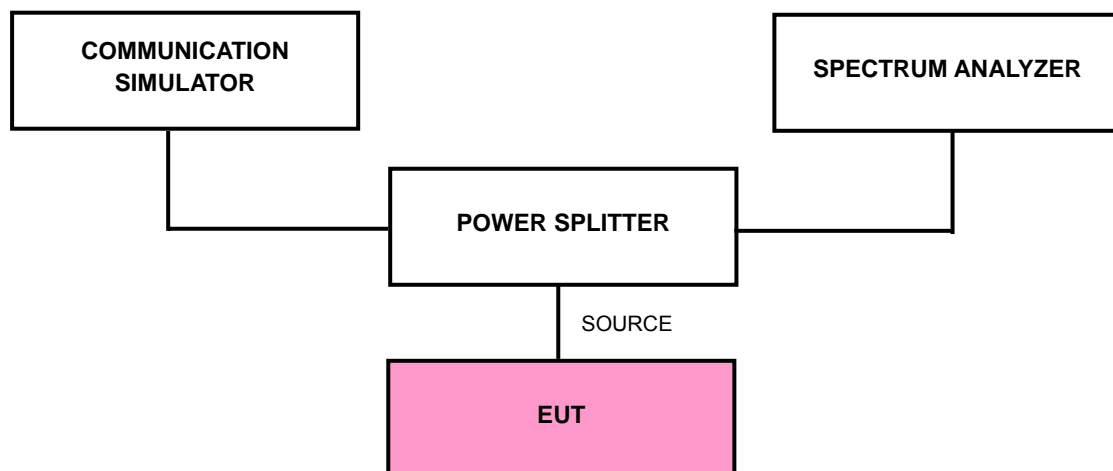 COMMUNICATION
SIMULATOR
SPECTRUM ANALYZER
POWER SPLITTER
SOURCE
EUT